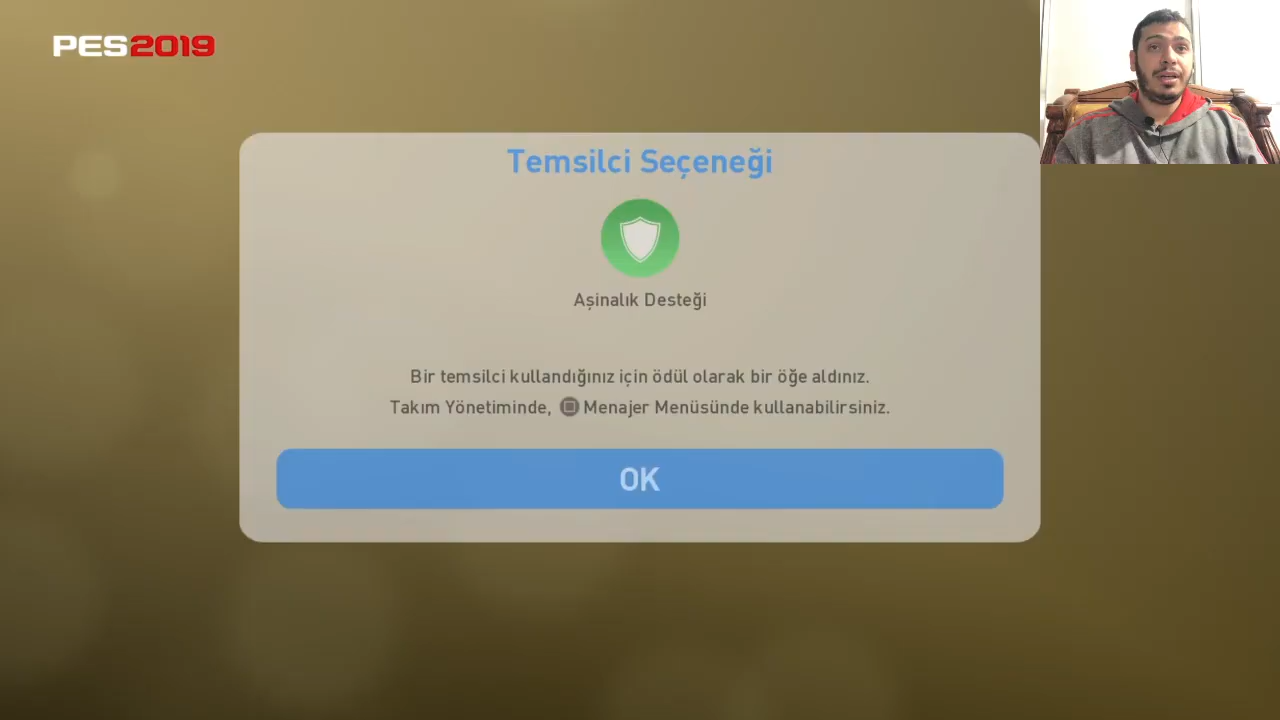 PES2019
Temsilci Seçeneği
Aşinalık Desteği
Bir temsilci kullandığınız için ödül olarak bir öğe aldınız.
Takım Yönetiminde, Menajer Menüsünde kullanabilirsiniz.
OK